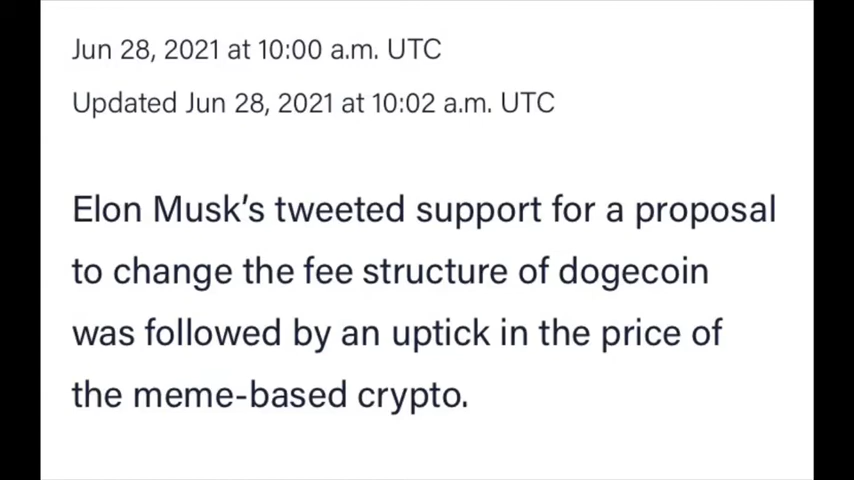 Jun 28, 2021 at 10:00 a.m. UTC
Updated Jun 28, 2021 at 10:02 a.m. UTC
Elon Musk’s tweeted support for a proposal
to change the fee structure of dogecoin
was followed by an uptick in the price of
the meme-based crypto.